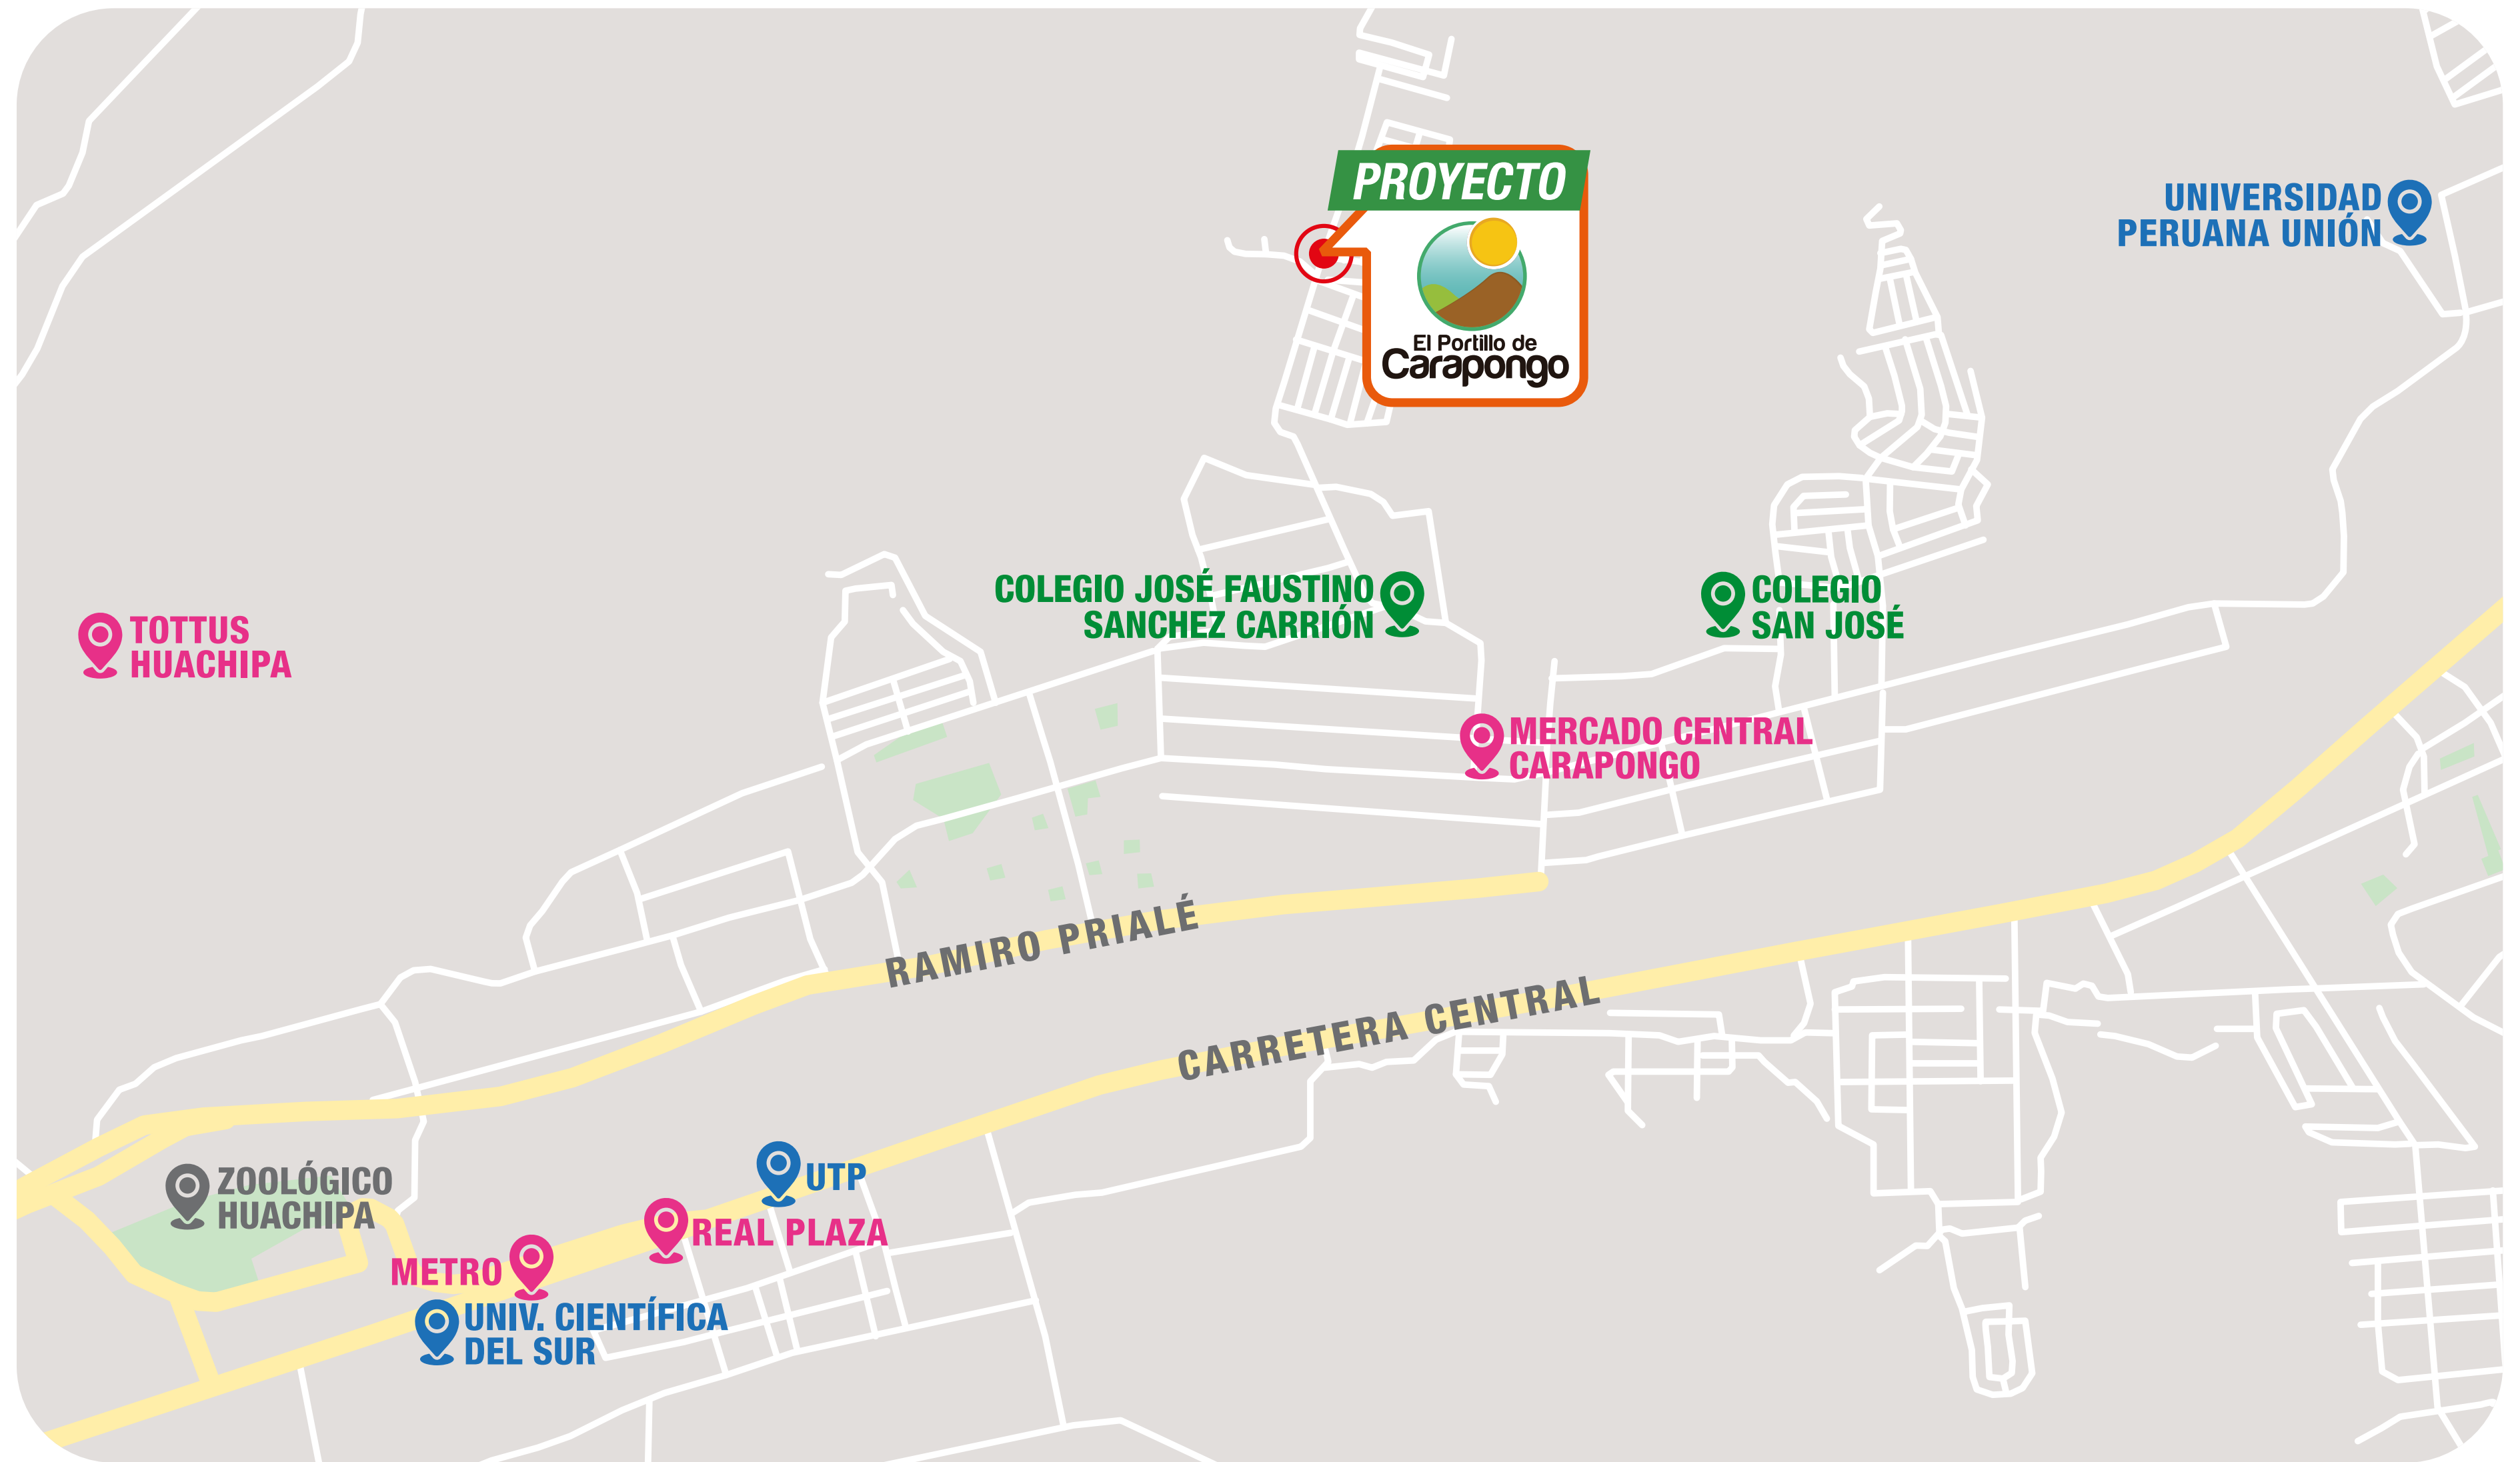 PROYECTO
El Portillo de
Carapongo
UNIVERSIDAD
PERUANA UNIÓN
COLEGIO JOSÉ FAUSTINO
SANCHEZ CARRIÓN
COLEGIO
SAN JOSÉ
TOTTUS
HUACHIPA
MERCADO CENTRAL
CARAPONGO
RAMIRO PRIALÉ
CARRETERA CENTRAL
ZOOLÓGICO
HUACHIPA
UTP
REAL PLAZA
METRO
UNIV. CIENTÍFICA
DEL SUR